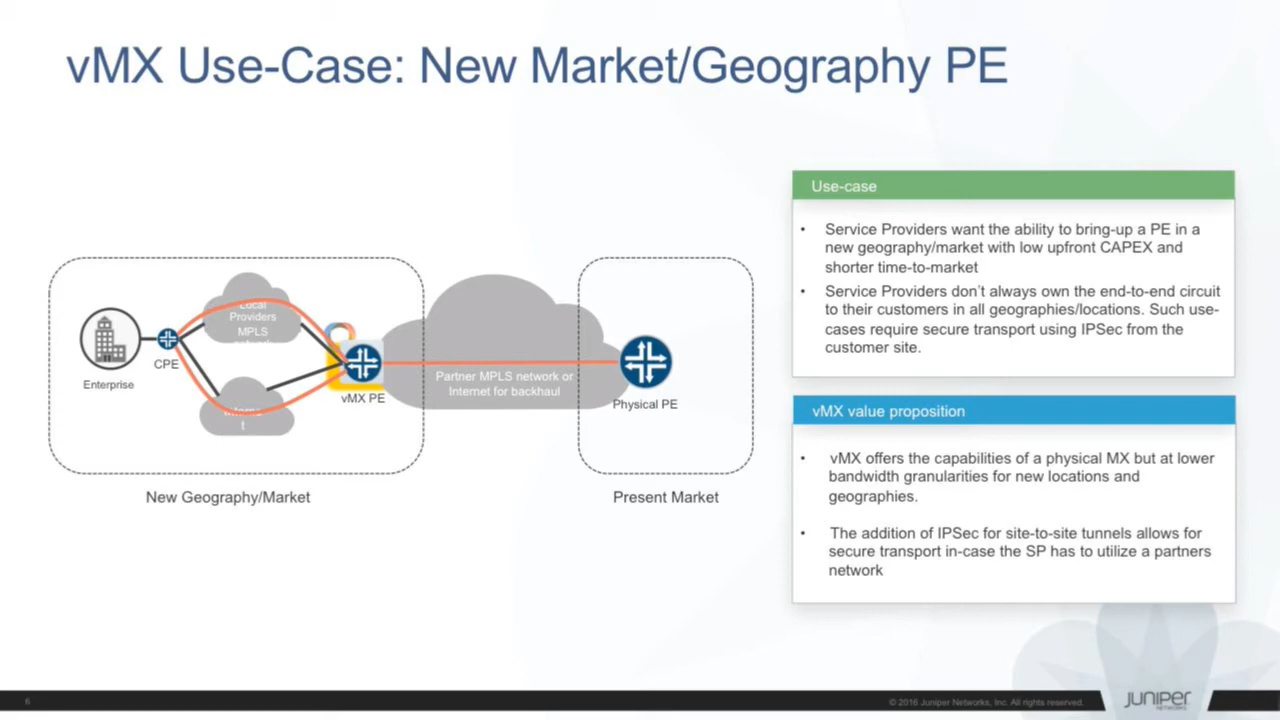 vMX Use-Case: New Market/Geography PE
Use-case
• Service Providers want the ability to bring-up a PE in a
new geography/market with low upfront CAPEX and
shorter time-to-market
• Service Providers don't always own the end-to-end circuit
to their customers in all geographies/locations. Such use-
cases require secure transport using IPSec from the
customer site.
vMX value proposition
• vMX offers the capabilities of a physical MX but at lower
bandwidth granularities for new locations and
geographies.
• The addition of IPSec for site-to-site tunnels allows for
secure transport in-case the SP has to utilize a partners
network
Local
Providers
MPLS
CPE
Enterprise
t
vMX PE
Partner MPLS network or
Internet for backhaul
Physical PE
New Geography/Market
Present Market
6
© 2016 Juniper Networks, Inc. All rights reserved.
JUNIPER
NETWORKS